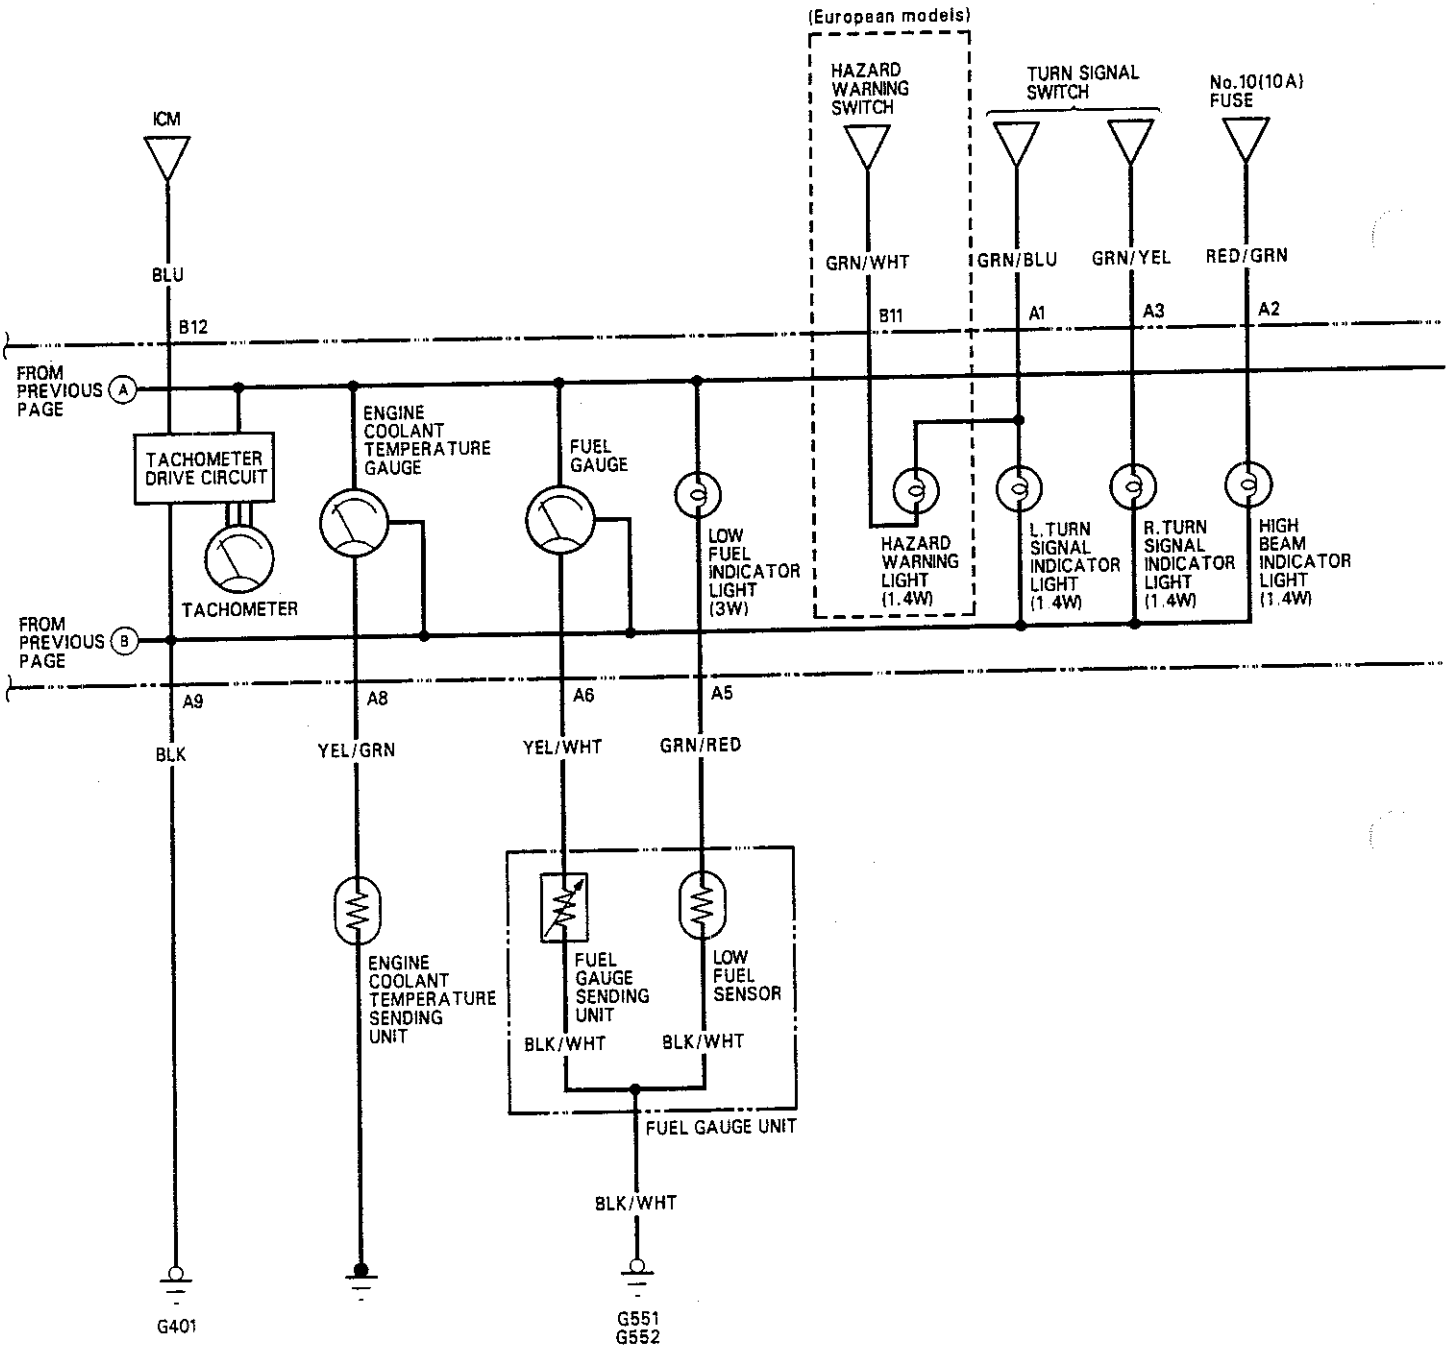 (European models)
HAZARD
WARNING
SWITCH
TURN SIGNAL
SWITCH
No.10(10A)
FUSE
ICM
BLU
GRN/WHT
GRN/BLU
GRN/YEL
RED/GRN
B12
B11
A1
A3
A2
FROM
PREVIOUS
PAGE
A
TACHOMETER
DRIVE CIRCUIT
ENGINE
COOLANT
TEMPERATURE
GAUGE
FUEL
GAUGE
LOW
FUEL
INDICATOR
LIGHT
(3W)
HAZARD
WARNING
LIGHT
(1.4W)
L.TURN
SIGNAL
INDICATOR
LIGHT
(1.4W)
R.TURN
SIGNAL
INDICATOR
LIGHT
(1.4W)
HIGH
BEAM
INDICATOR
LIGHT
(1.4W)
TACHOMETER
FROM
PREVIOUS
PAGE
B
A9
A8
A6
A5
BLK
YEL/GRN
YEL/WHT
GRN/RED
ENGINE
COOLANT
TEMPERATURE
SENDING
UNIT
FUEL
GAUGE
SENDING
UNIT
LOW
FUEL
SENSOR
BLK/WHT
BLK/WHT
FUEL GAUGE UNIT
BLK/WHT
G401
G551
G552